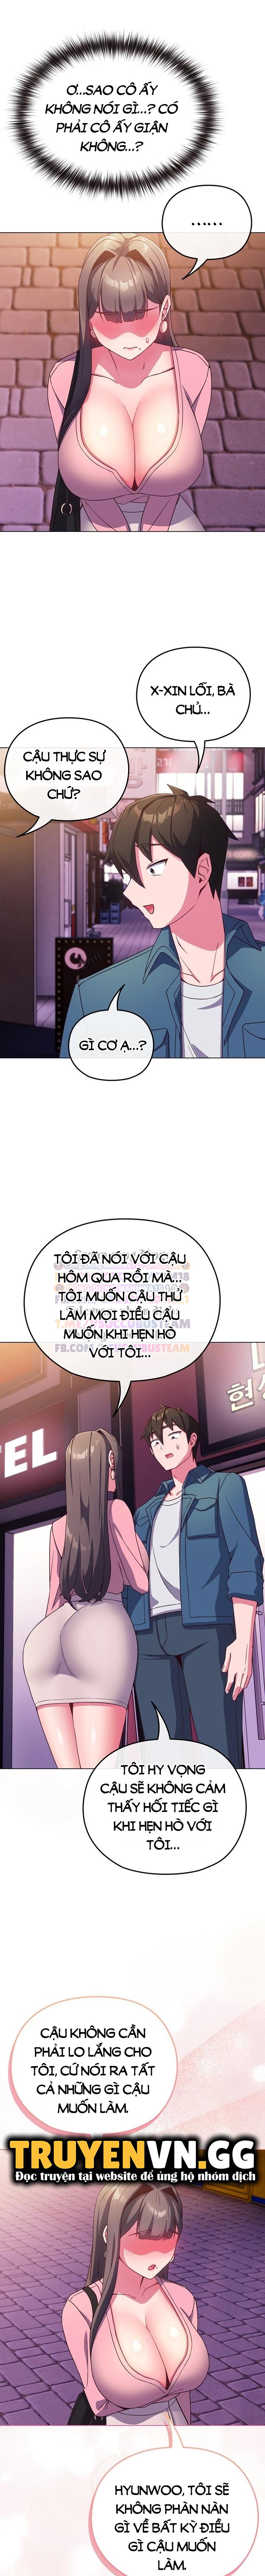 Ơ...SAO CÔ ẤY
KHÔNG NÓI GÌ...? CÓ
PHẢI CÔ ẤY GIẬN
KHÔNG...?
......
X-XIN LỖI, BÀ
CHỦ...
CẬU THỰC SỰ
KHÔNG SAO
CHỨ?
GÌ CƠ Ạ...?
TÔI ĐÃ NÓI VỚI CẬU
HÔM QUA RỒI MÀ...
TÔI MUỐN CẬU THỬ
LÀM MỌI ĐIỀU CẬU
MUỐN KHI HẸN HÒ
VỚI TÔI...
TEL
TÔI HY VỌNG
CẬU SẼ KHÔNG CẢM
THẤY HỐI TIẾC GÌ
KHI HẸN HÒ VỚI
TÔI...
CẬU KHÔNG CẦN
PHẢI LO LẮNG CHO
TÔI, CỨ NÓI RA TẤT
CẢ NHỮNG GÌ CẬU
MUỐN LÀM.
TRUYENVN.GG
Đọc truyện tại website để ủng hộ nhóm dịch
HYUNWOO, TÔI SẼ
KHÔNG PHÀN NÀN
GÌ VỀ BẤT KỲ ĐIỀU
GÌ CẬU MUỐN
LÀM.